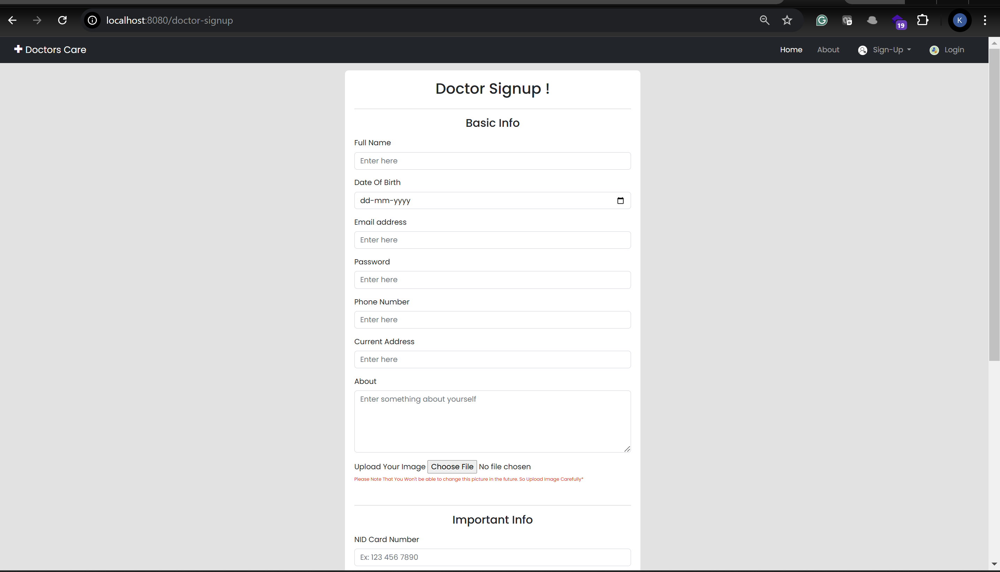 localhost:8080/doctor-signup
19
K
Doctors Care
Home
About
Sign-Up
Login
Doctor Signup !
Basic Info
Full Name
Enter here
Date Of Birth
dd-mm-yyyy
Email address
Enter here
Password
Enter here
Phone Number
Enter here
Current Address
Enter here
About
Enter something about yourself
Upload Your Image Choose File No file chosen
Please Note That You Won't be able to change this picture in the future. So Upload Image Carefully*
Important Info
NID Card Number
Ex: 123 456 7890